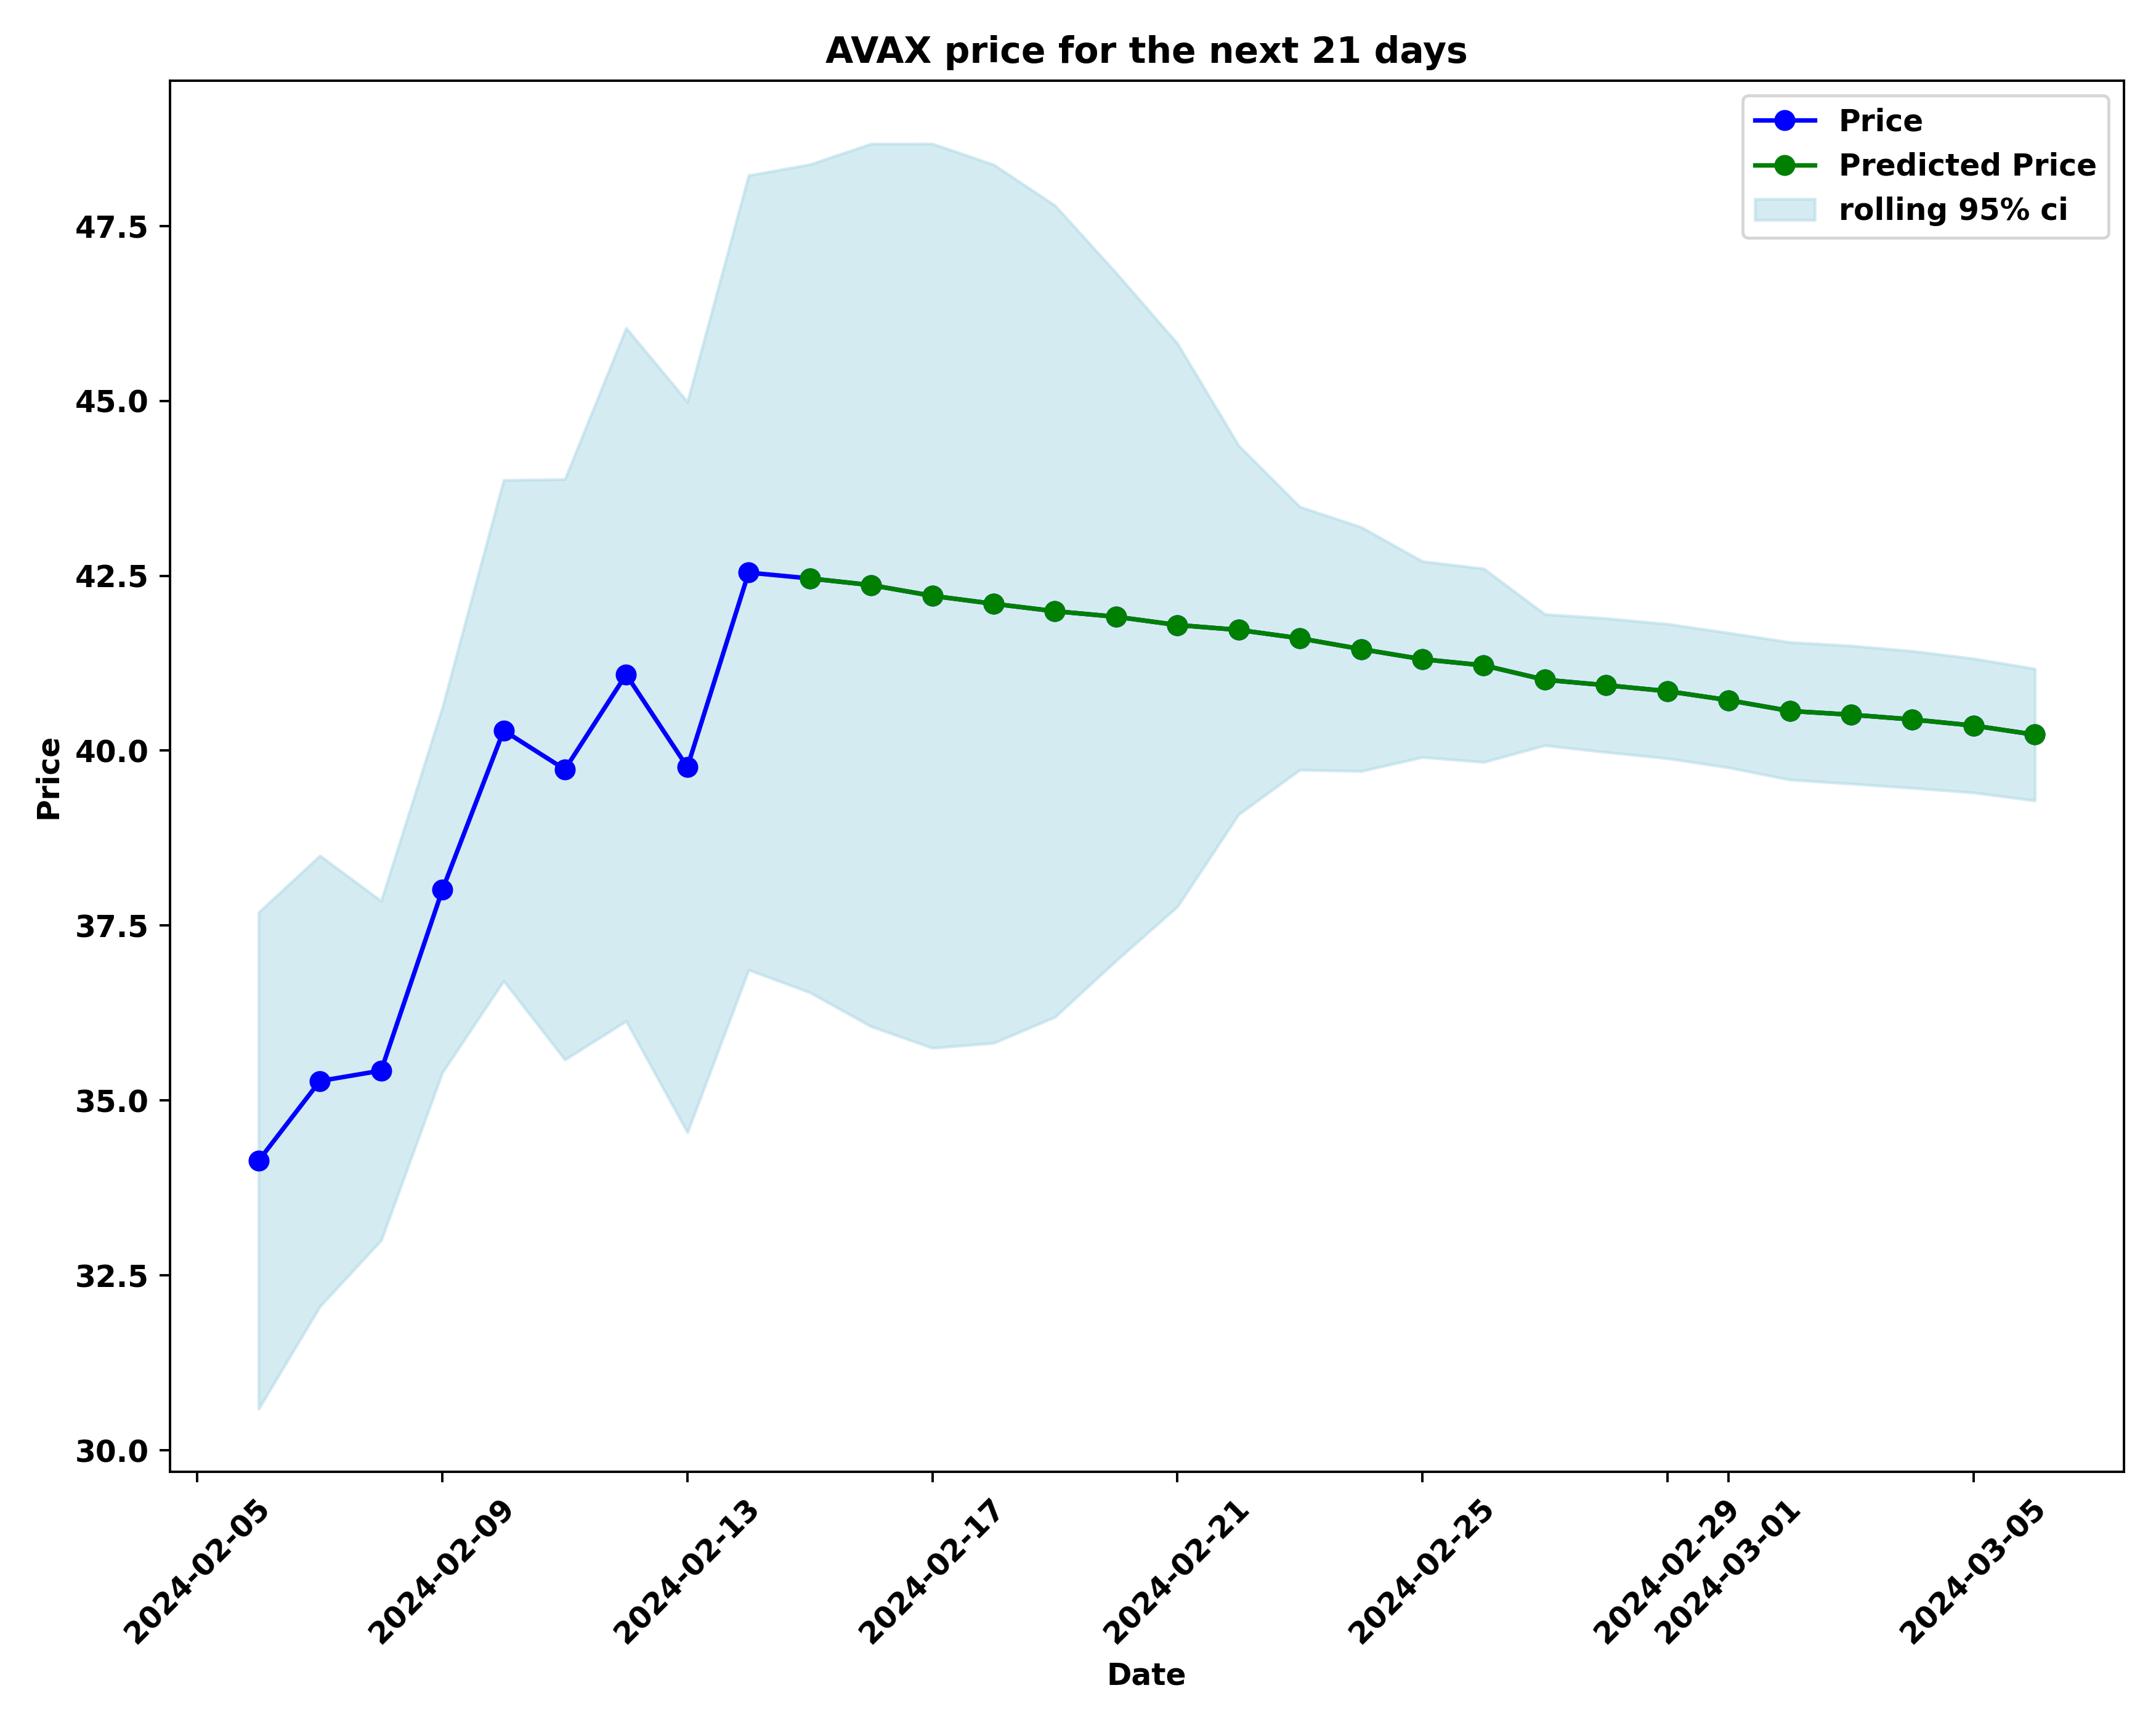 AVAX price for the next 21 days
Price
Predicted Price
rolling 95% ci
47.5
45.0
42.5
40.0
37.5
35.0
32.5
30.0
Price
2024-02-05
2024-02-09
2024-02-13
2024-02-17
2024-02-21
2024-02-25
2024-02-29
2024-03-01
2024-03-05
Date